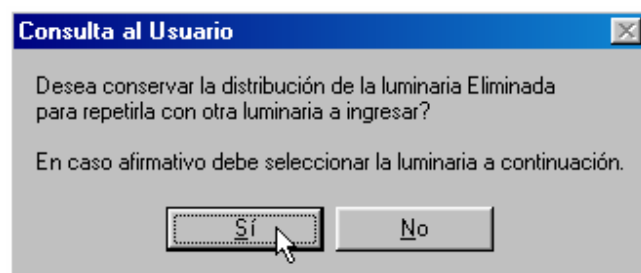 Consulta al Usuario
Desea conservar la distribución de la luminaria Eliminada
para repetirla con otra luminaria a ingresar?
En caso afirmativo debe seleccionar la luminaria a continuación.
Sí
No